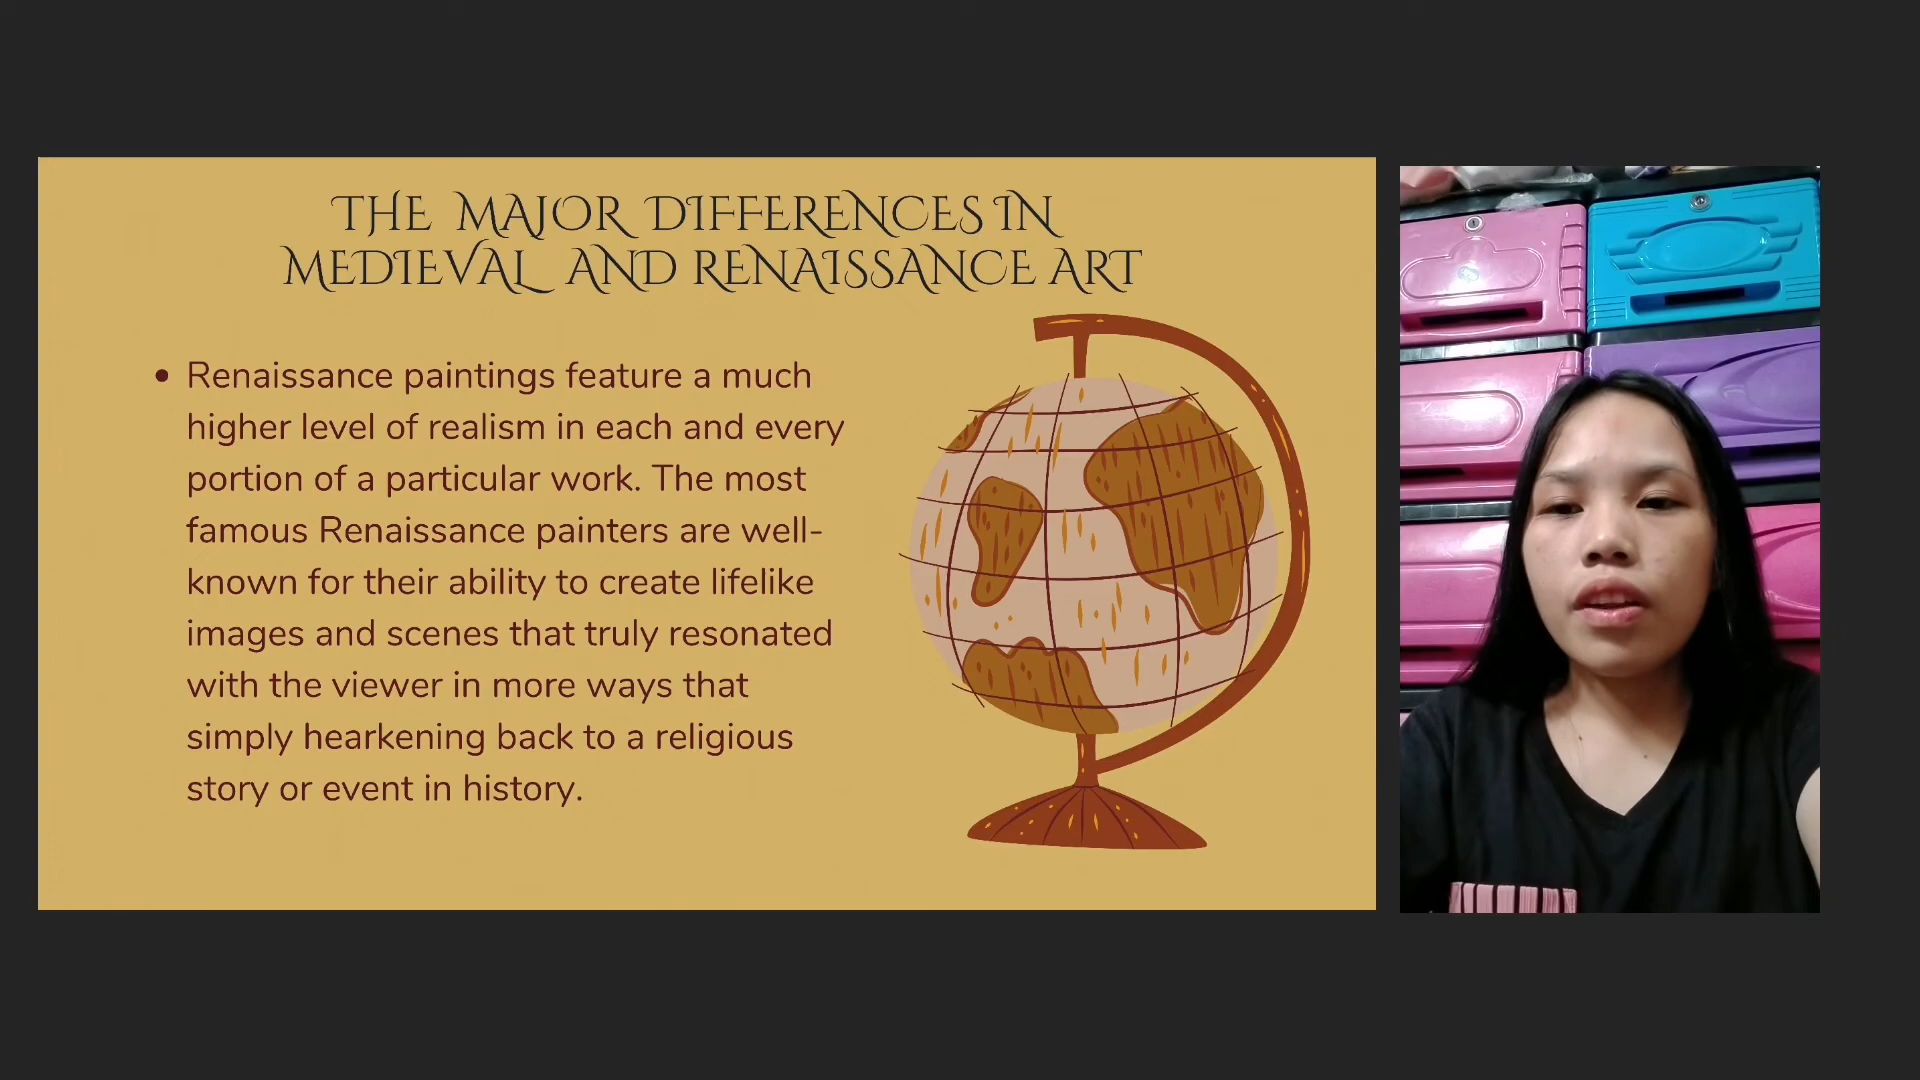 THE MAJOR DIFFERENCES IN
MEDIEVAL AND RENAISSANCE ART
• Renaissance paintings feature a much
higher level of realism in each and every
portion of a particular work. The most
famous Renaissance painters are well-
known for their ability to create lifelike
images and scenes that truly resonated
with the viewer in more ways that
simply hearkening back to a religious
story or event in history.